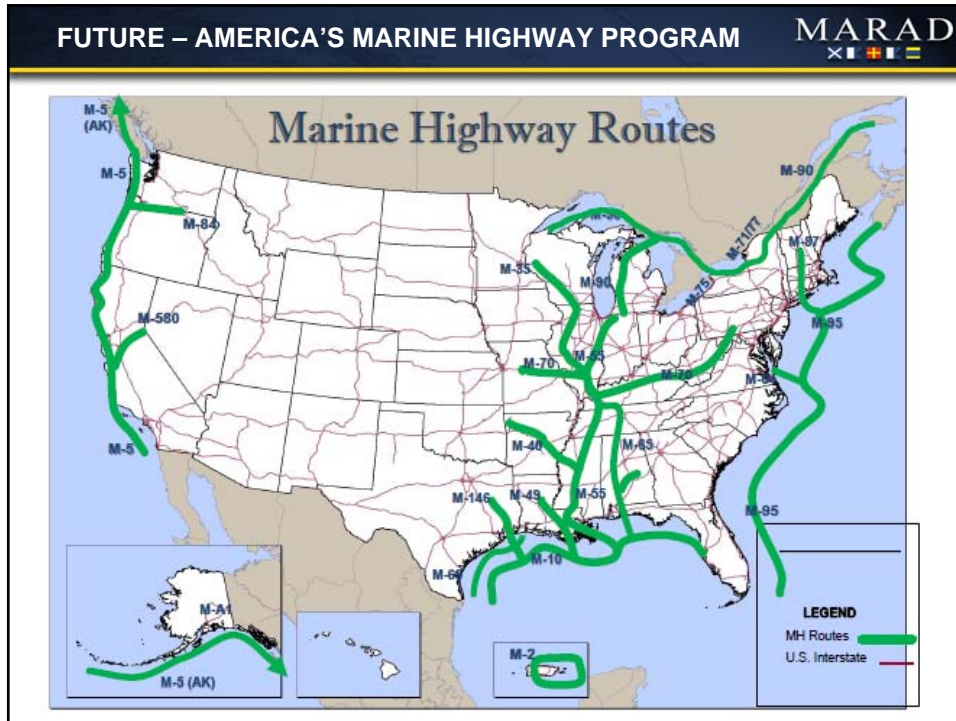 FUTURE – AMERICA'S MARINE HIGHWAY PROGRAM
MARAD
Marine Highway Routes
M-5
(AK)
M-5
M-84
M-580
M-5
M-90
M-71/77
M-87
M-35
M-90
M-75
M-95
M-55
M-70
M-70
M-40
M-65
M-146
M-49
M-55
M-95
M-10
M-A1
M-5 (AK)
M-2
LEGEND
MH Routes
U.S. Interstate